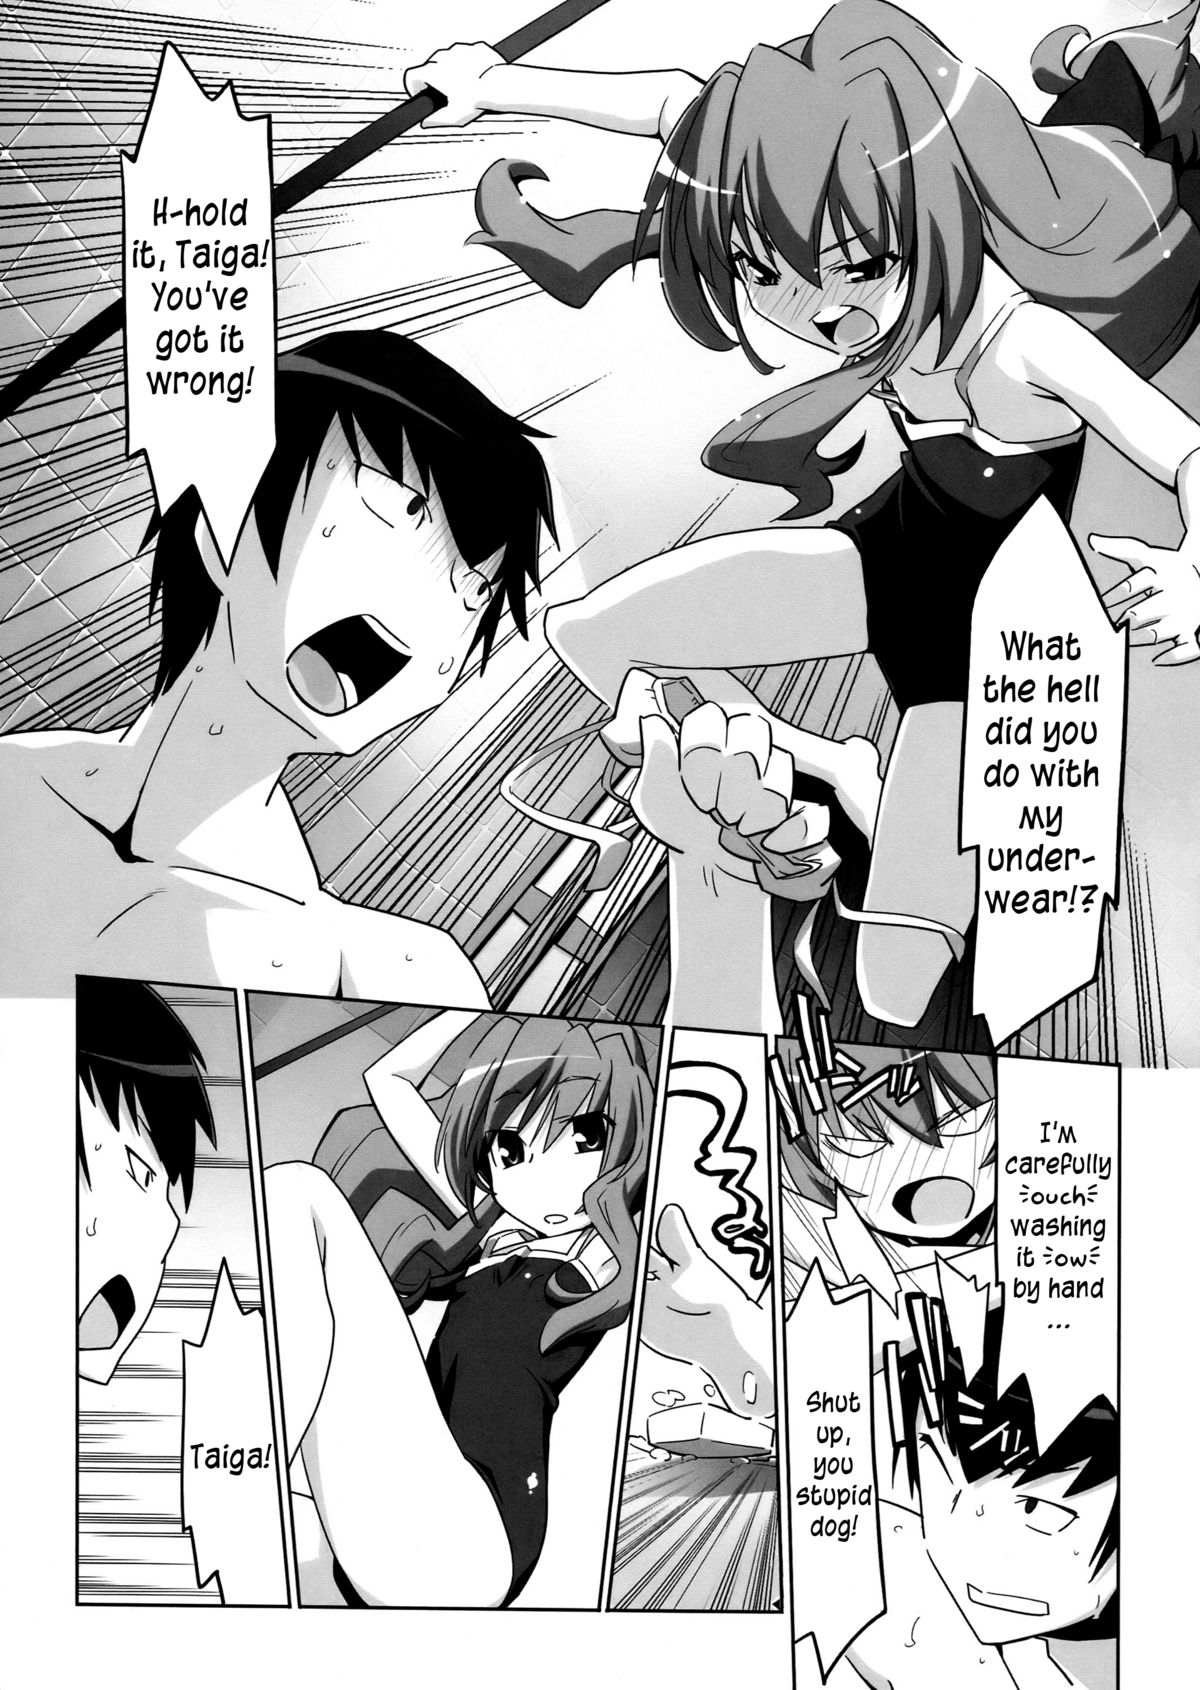 H-hold
it, Taiga!
You've
got it
wrong!
What
the hell
did you
do with
my
under-
wear!?
I'm
carefully
ouch
washing
it ow
by hand
...
Shut
up,
you
stupid
dog!
Taiga!